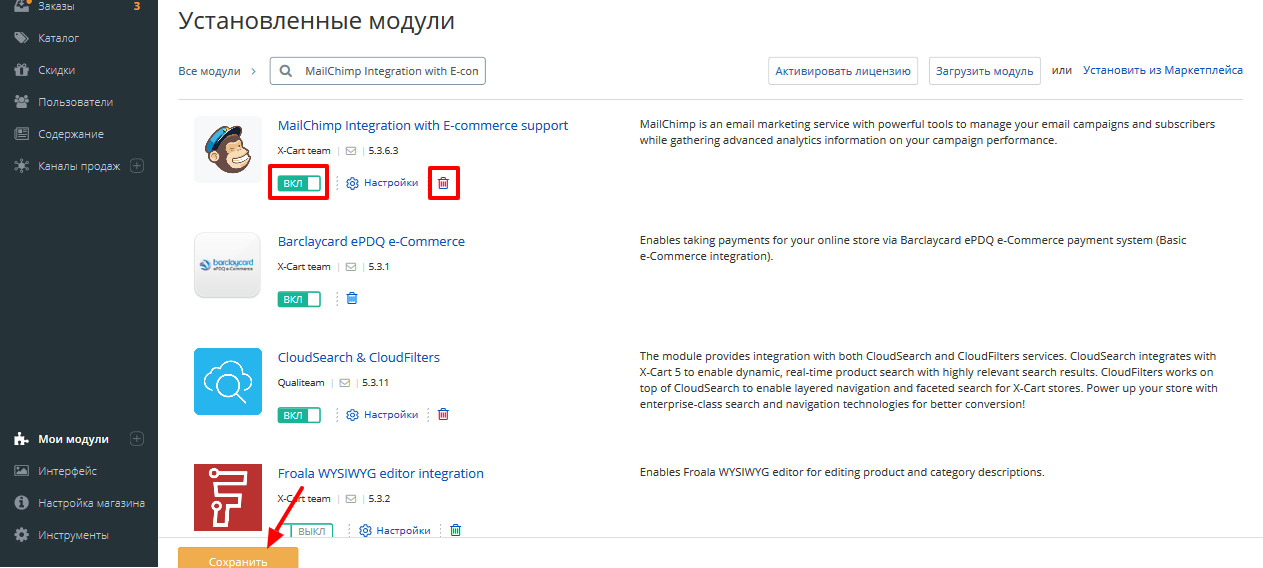 Заказы 3
Каталог
Скидки
Пользователи
Содержание
Каналы продаж
Мои модули
Интерфейс
Настройка магазина
Инструменты
Установленные модули
Все модули
MailChimp Integration with E-con
Активировать лицензию
Загрузить модуль
или
Установить из Маркетплейса
MailChimp Integration with E-commerce support
X-Cart team 5.3.6.3
ВКЛ Настройки
MailChimp is an email marketing service with powerful tools to manage your email campaigns and subscribers
while gathering advanced analytics information on your campaign performance.
barclaycard
ePDQ e-Commerce
Barclaycard ePDQ e-Commerce
X-Cart team 5.3.1
ВКЛ
Enables taking payments for your online store via Barclaycard ePDQ e-Commerce payment system (Basic
e-Commerce integration).
CloudSearch & CloudFilters
Qualiteam 5.3.11
ВКЛ Настройки
The module provides integration with both CloudSearch and CloudFilters services. CloudSearch integrates with
X-Cart 5 to enable dynamic, real-time product search with highly relevant search results. CloudFilters works on
top of CloudSearch to enable layered navigation and faceted search for X-Cart stores. Power up your store with
enterprise-class search and navigation technologies for better conversion!
Froala WYSIWYG editor integration
X-Cart team 5.3.2
ВЫКЛ Настройки
Enables Froala WYSIWYG editor for editing product and category descriptions.
Сохранить